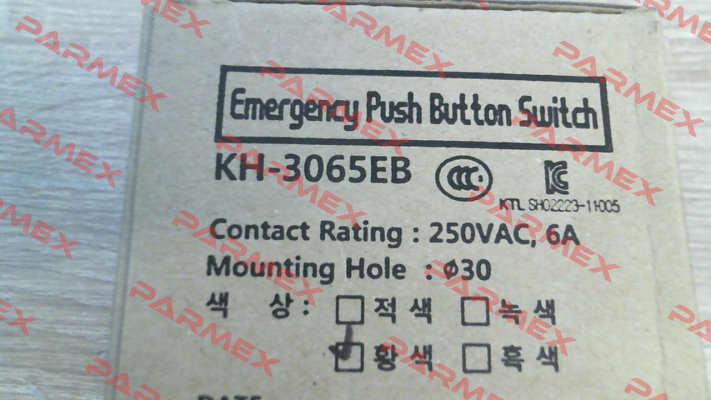 Emergency Push Button Switch
KH-3065EB
KTL SH02223-11005
Contact Rating : 250VAC, 6A
Mounting Hole : ϕ30
색 상 : □ 적 색 □ 녹 색
□ 황 색 □ 흑 색
PARMEX